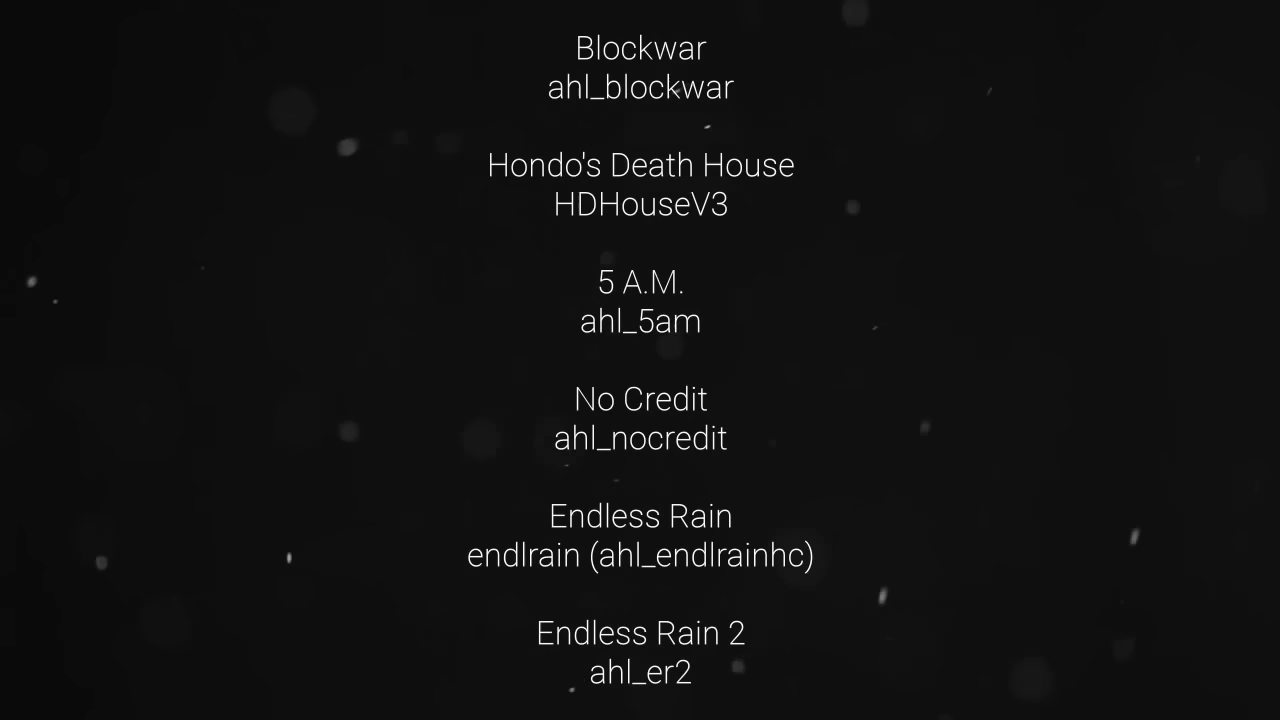 Blockwar
ahl_blockwar
Hondo's Death House
HDHouseV3
5 A.M.
ahl_5am
No Credit
ahl_nocredit
Endless Rain
endlrain (ahl_endlrainhc)
Endless Rain 2
ahl_er2